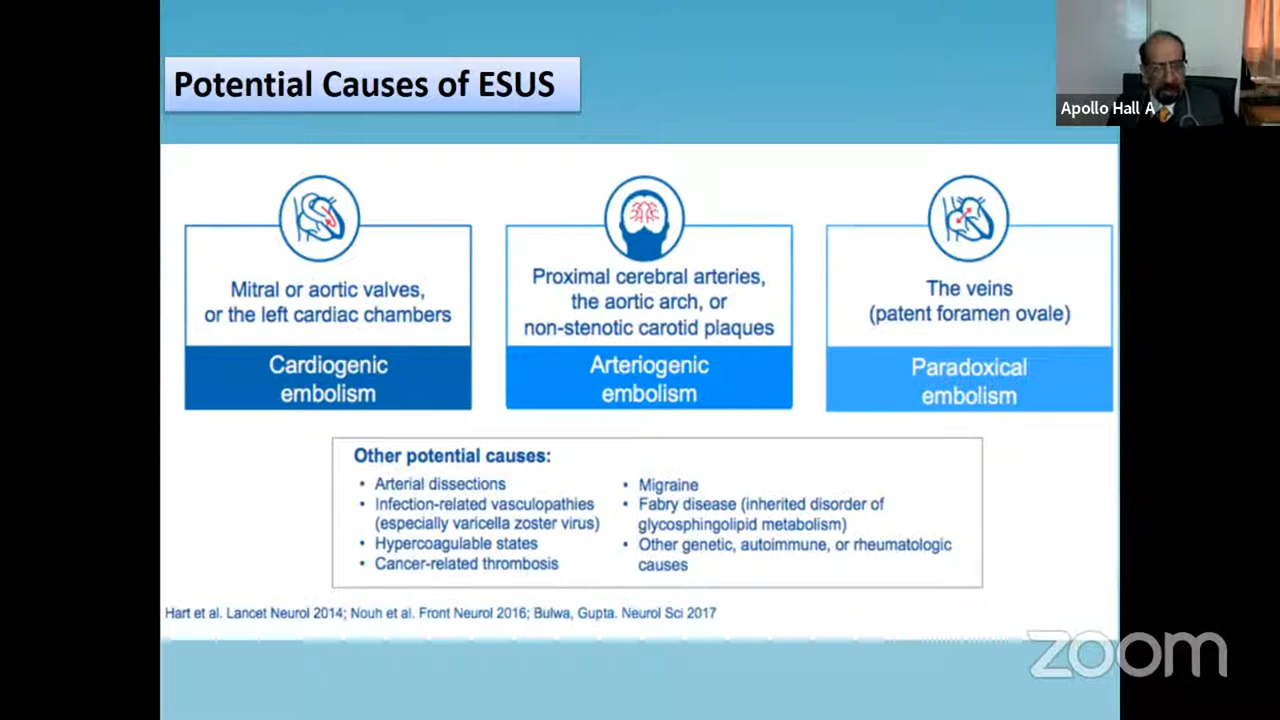 Potential Causes of ESUS
Apollo Hall A
Mitral or aortic valves,
or the left cardiac chambers
Cardiogenic
embolism
Proximal cerebral arteries,
the aortic arch, or
non-stenotic carotid plaques
Arteriogenic
embolism
The veins
(patent foramen ovale)
Paradoxical
embolism
Other potential causes:
• Arterial dissections
• Infection-related vasculopathies
(especially varicella zoster virus)
• Hypercoagulable states
• Cancer-related thrombosis
• Migraine
• Fabry disease (inherited disorder of
glycosphingolipid metabolism)
• Other genetic, autoimmune, or rheumatologic
causes
Hart et al. Lancet Neurol 2014; Nouh et al. Front Neurol 2016; Bulwa, Gupta. Neurol Sci 2017
zoom